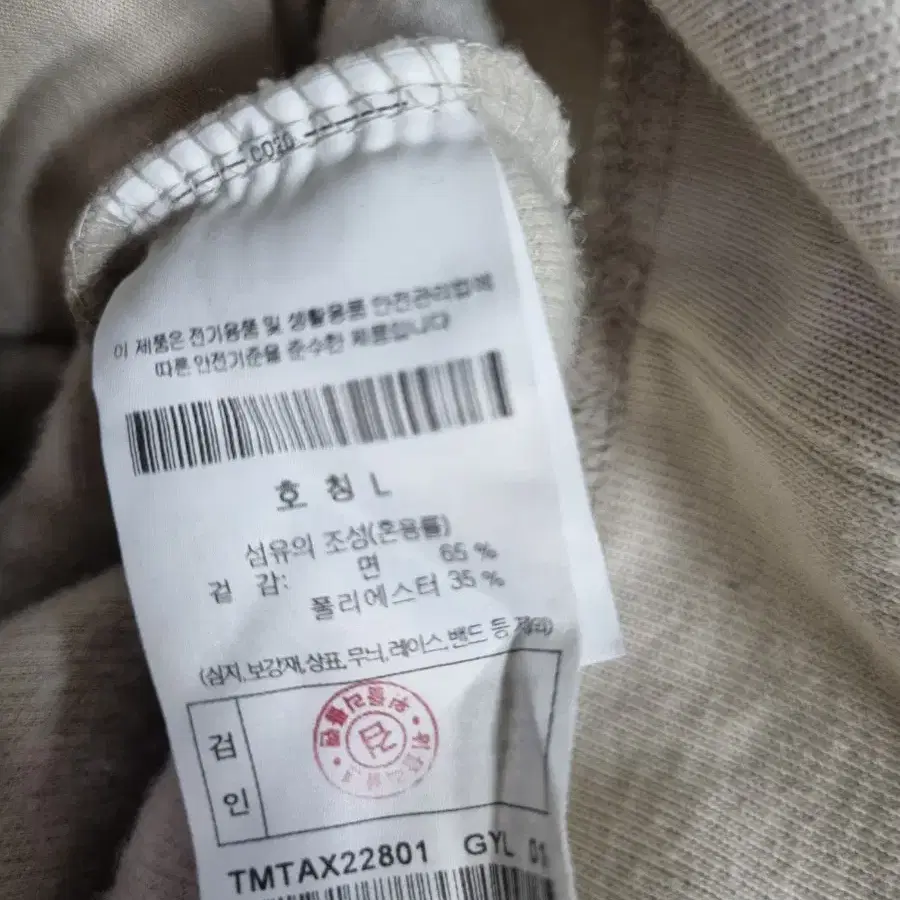 이 제품은 전기용품 및 생활용품 안전관리법에
따른 안전기준을 준수한 제품입니다
호 칭 L
섬유의 조성(혼용률)
겉 감: 면 65 %
폴리에스터 35 %
(심지,보강재,상표,무늬,레이스,밴드 등 제외)
검
인
검
TMTAX22801 GYL